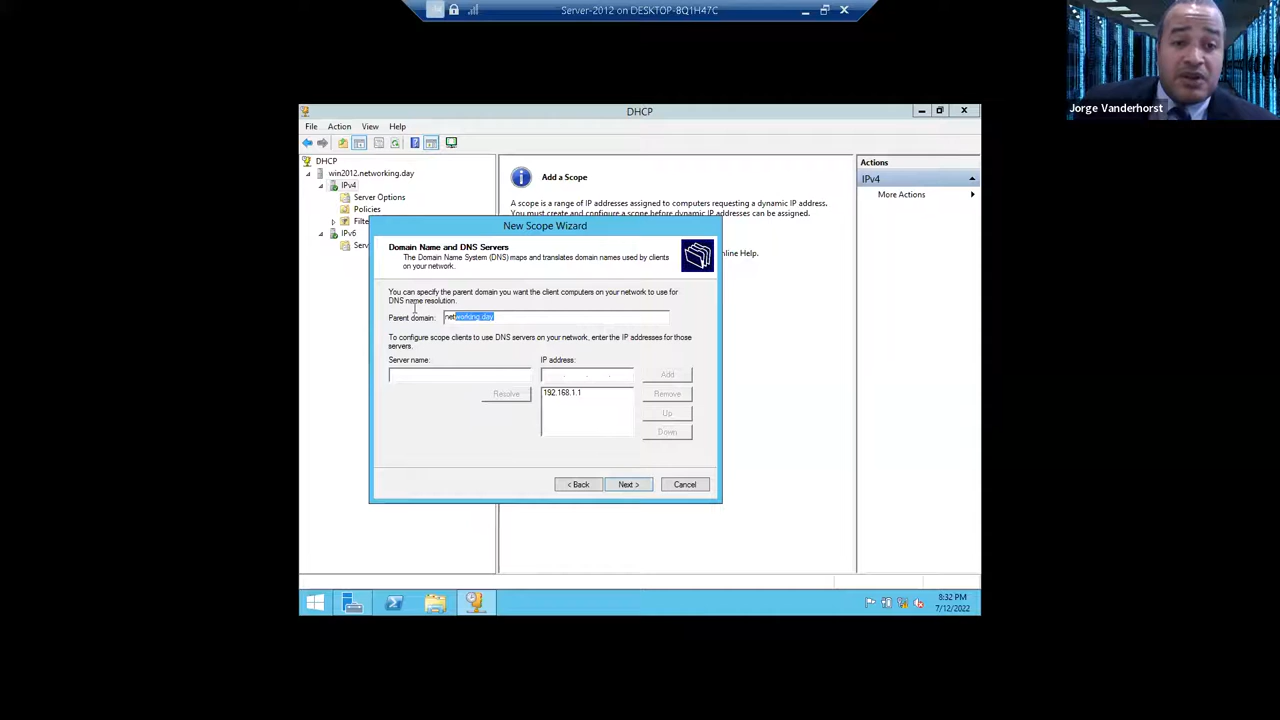 Server-2012 on DESKTOP-8Q1H47C
Jorge Vanderhorst
DHCP
File Action View Help
DHCP
win2012.networking.day
IPv4
Server Options
Policies
Filte
IPv6
Serv
Add a Scope
A scope is a range of IP addresses assigned to computers requesting a dynamic IP address.
You must create and configure a scope before dynamic IP addresses can be assigned.
nline Help.
Actions
IPv4
More Actions
New Scope Wizard
Domain Name and DNS Servers
The Domain Name System (DNS) maps and translates domain names used by clients
on your network.
You can specify the parent domain you want the client computers on your network to use for
DNS name resolution.
Parent domain: networking.day
To configure scope clients to use DNS servers on your network, enter the IP addresses for those
servers.
Server name: IP address:
Add
Resolve 192.168.1.1 Remove
Up
Down
< Back Next > Cancel
8:32 PM
7/12/2022